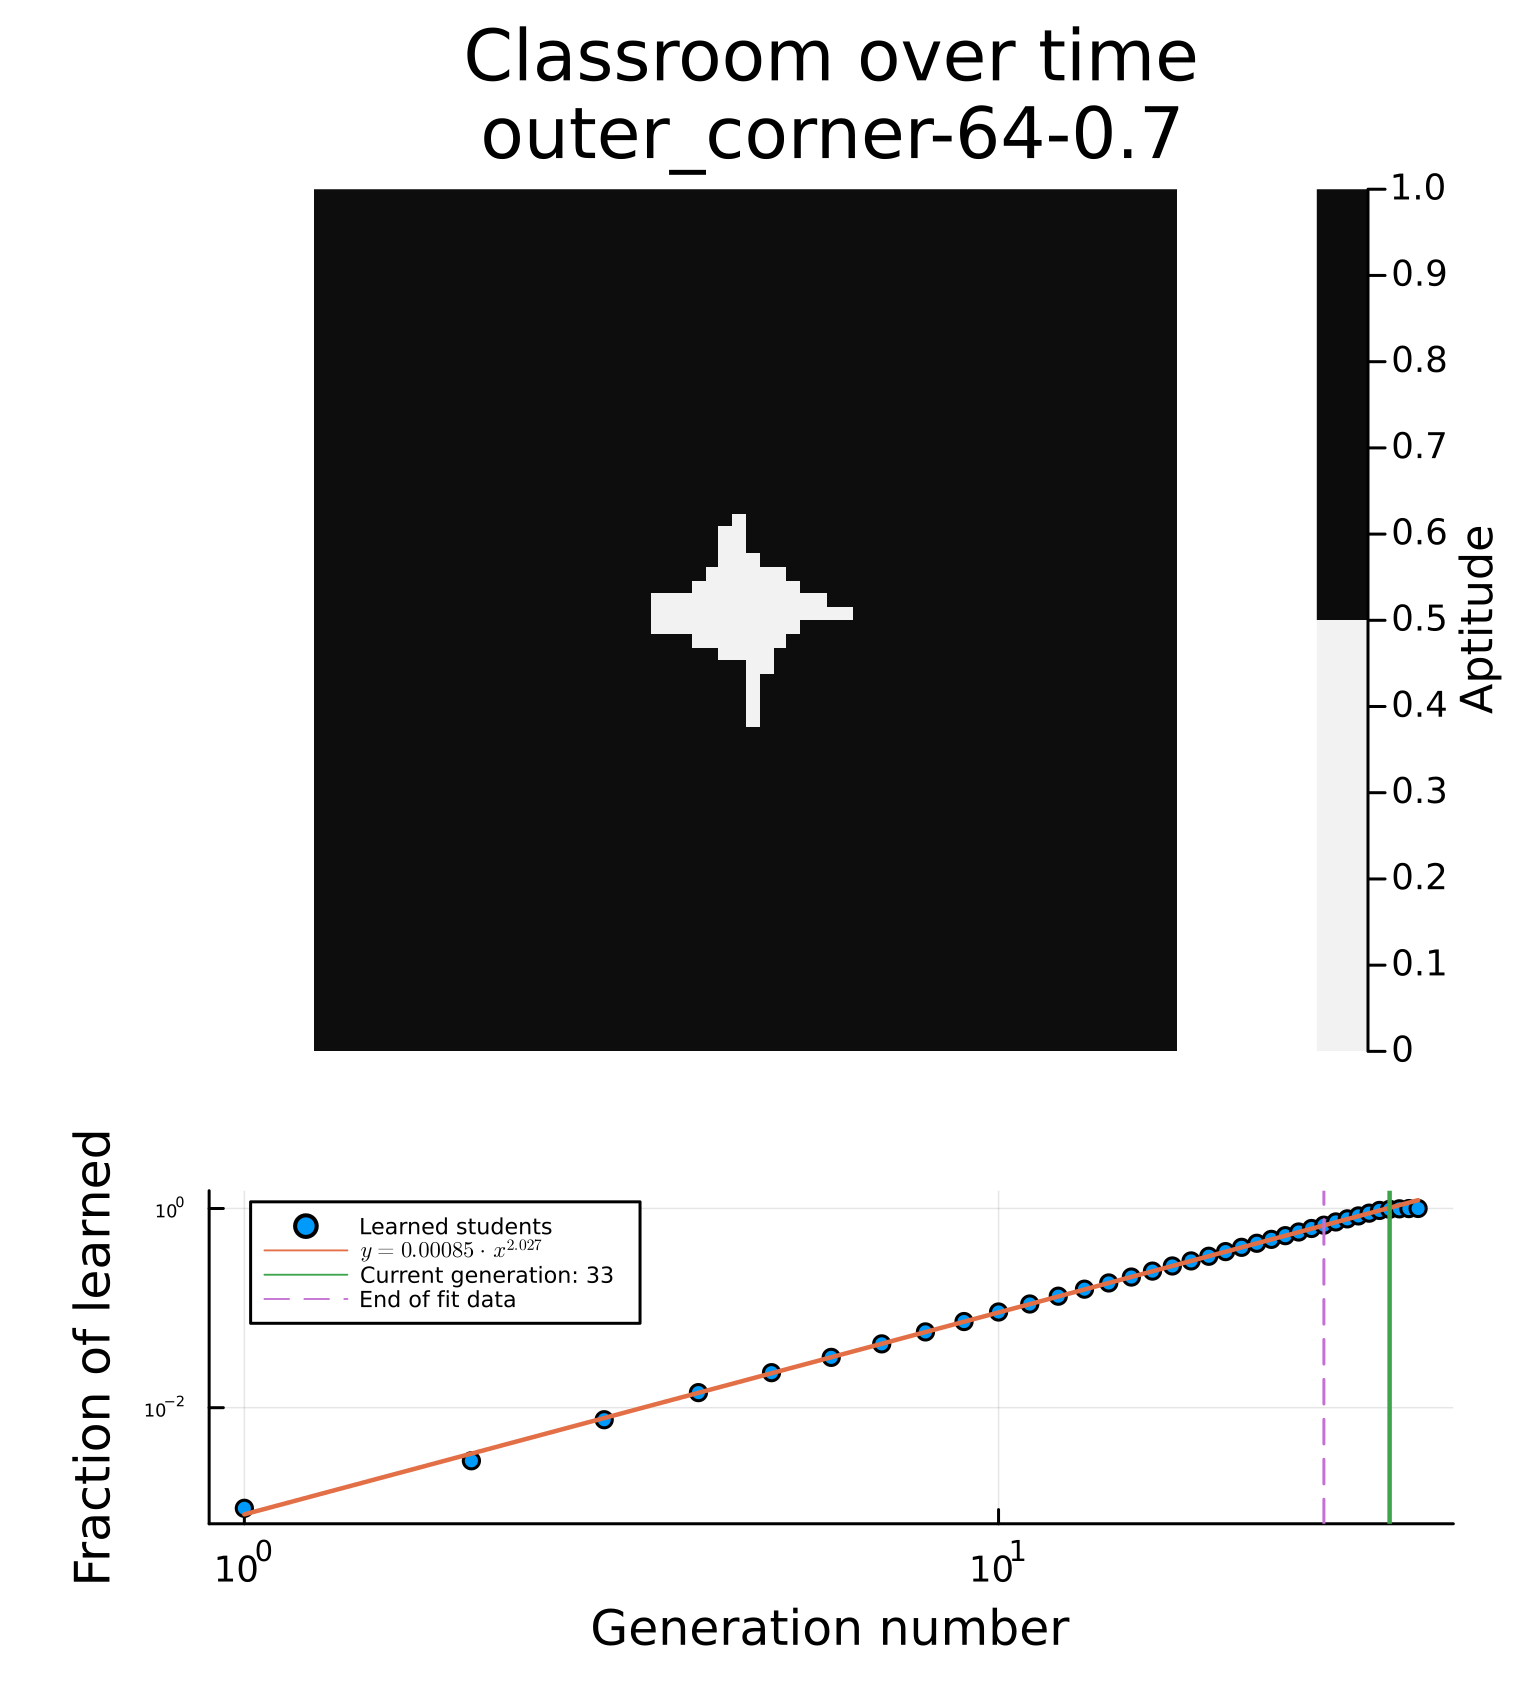 Classroom over time
outer_corner-64-0.7
1.0
0.9
0.8
0.7
0.6
0.5
0.4
0.3
0.2
0.1
0
Aptitude
Fraction of learned
10⁰
10⁻²
Learned students
y = 0.00085 · x^2.027
Current generation: 33
End of fit data
10⁰
10¹
Generation number